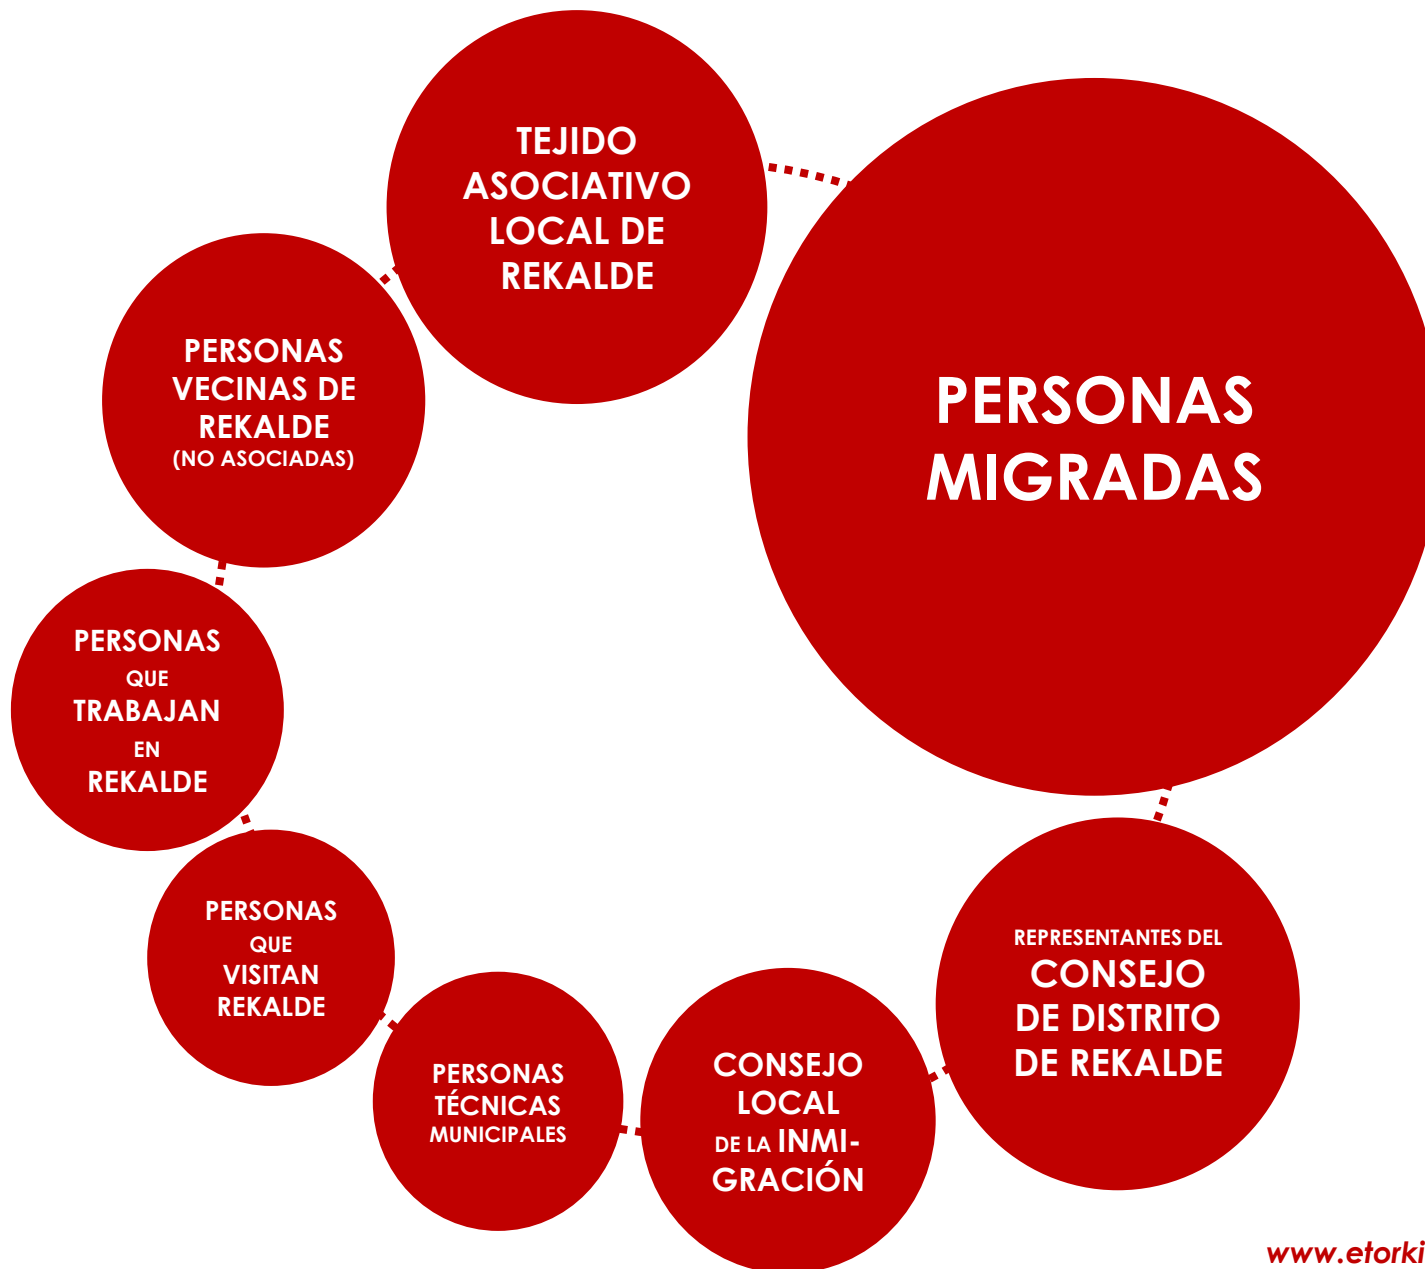 TEJIDO
ASOCIATIVO
LOCAL DE
REKALDE
PERSONAS
MIGRADAS
PERSONAS
VECINAS DE
REKALDE
(NO ASOCIADAS)
PERSONAS
QUE
TRABAJAN
EN
REKALDE
PERSONAS
QUE
VISITAN
REKALDE
PERSONAS
TÉCNICAS
MUNICIPALES
CONSEJO
LOCAL
DE LA INMI-
GRACIÓN
REPRESENTANTES DEL
CONSEJO
DE DISTRITO
DE REKALDE
www.etorki